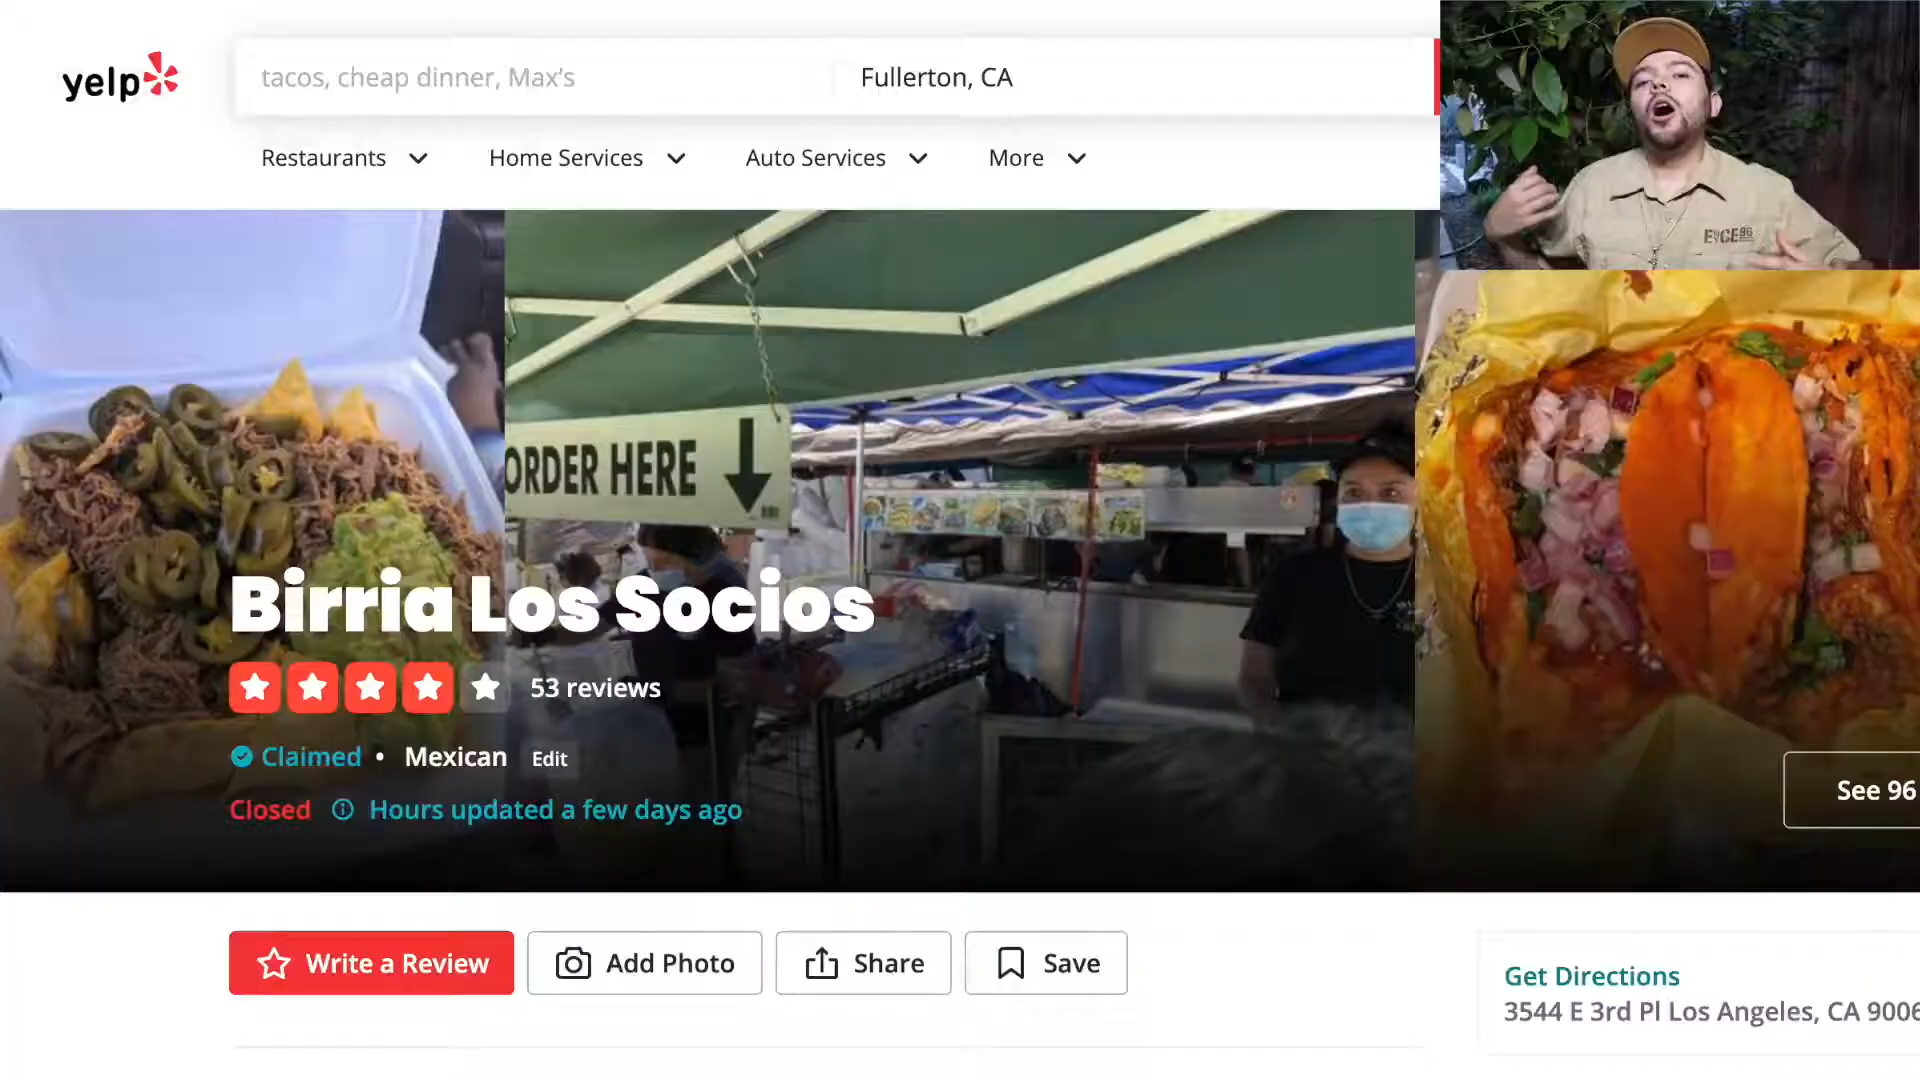 yelp
tacos, cheap dinner, Max's
Fullerton, CA
Restaurants
Home Services
Auto Services
More
ORDER HERE
Birria Los Socios
53 reviews
Claimed • Mexican Edit
Closed Hours updated a few days ago
See 96
Write a Review
Add Photo
Share
Save
Get Directions
3544 E 3rd Pl Los Angeles, CA 9006